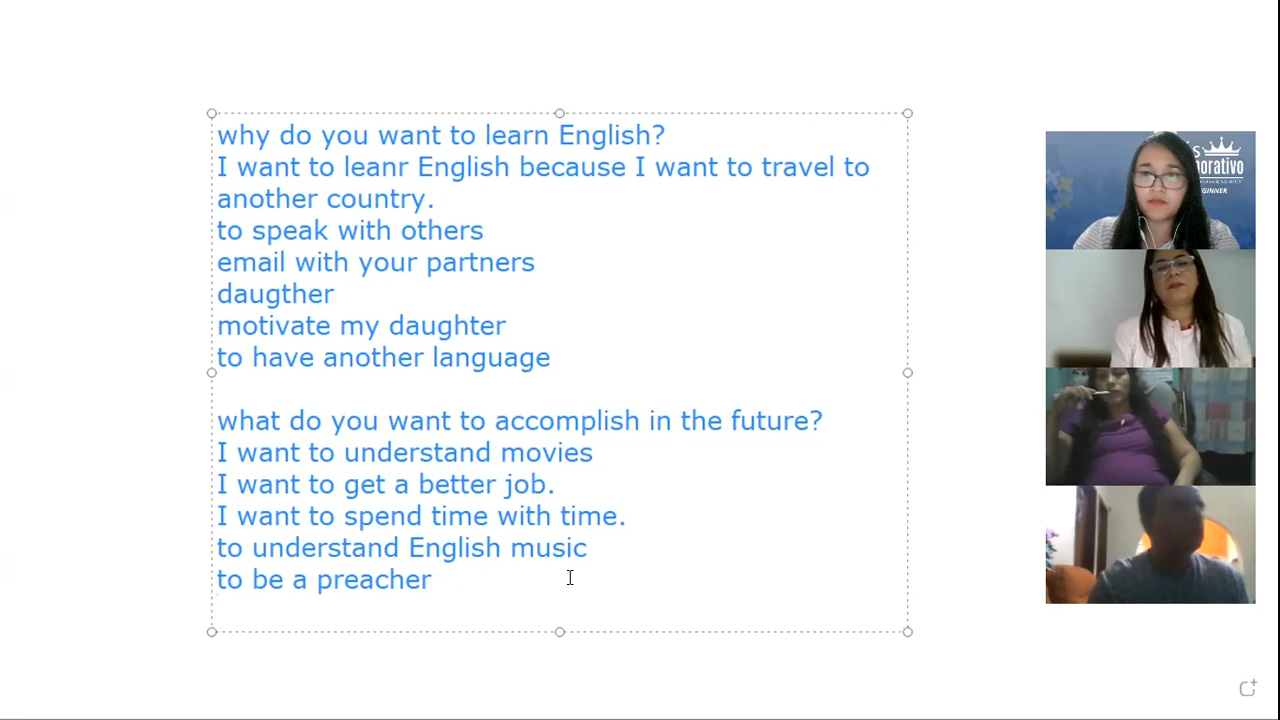 why do you want to learn English?
I want to leanr English because I want to travel to
another country.
to speak with others
email with your partners
daugther
motivate my daughter
to have another language
what do you want to accomplish in the future?
I want to understand movies
I want to get a better job.
I want to spend time with time.
to understand English music
to be a preacher